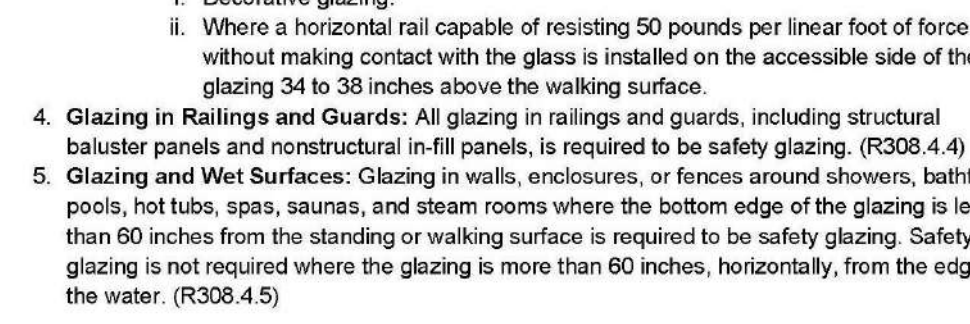 i. Decorative glazing.
ii. Where a horizontal rail capable of resisting 50 pounds per linear foot of force
without making contact with the glass is installed on the accessible side of the
glazing 34 to 38 inches above the walking surface.
4. Glazing in Railings and Guards: All glazing in railings and guards, including structural
baluster panels and nonstructural in-fill panels, is required to be safety glazing. (R308.4.4)
5. Glazing and Wet Surfaces: Glazing in walls, enclosures, or fences around showers, batht
pools, hot tubs, spas, saunas, and steam rooms where the bottom edge of the glazing is le
than 60 inches from the standing or walking surface is required to be safety glazing. Safety
glazing is not required where the glazing is more than 60 inches, horizontally, from the edg
the water. (R308.4.5)